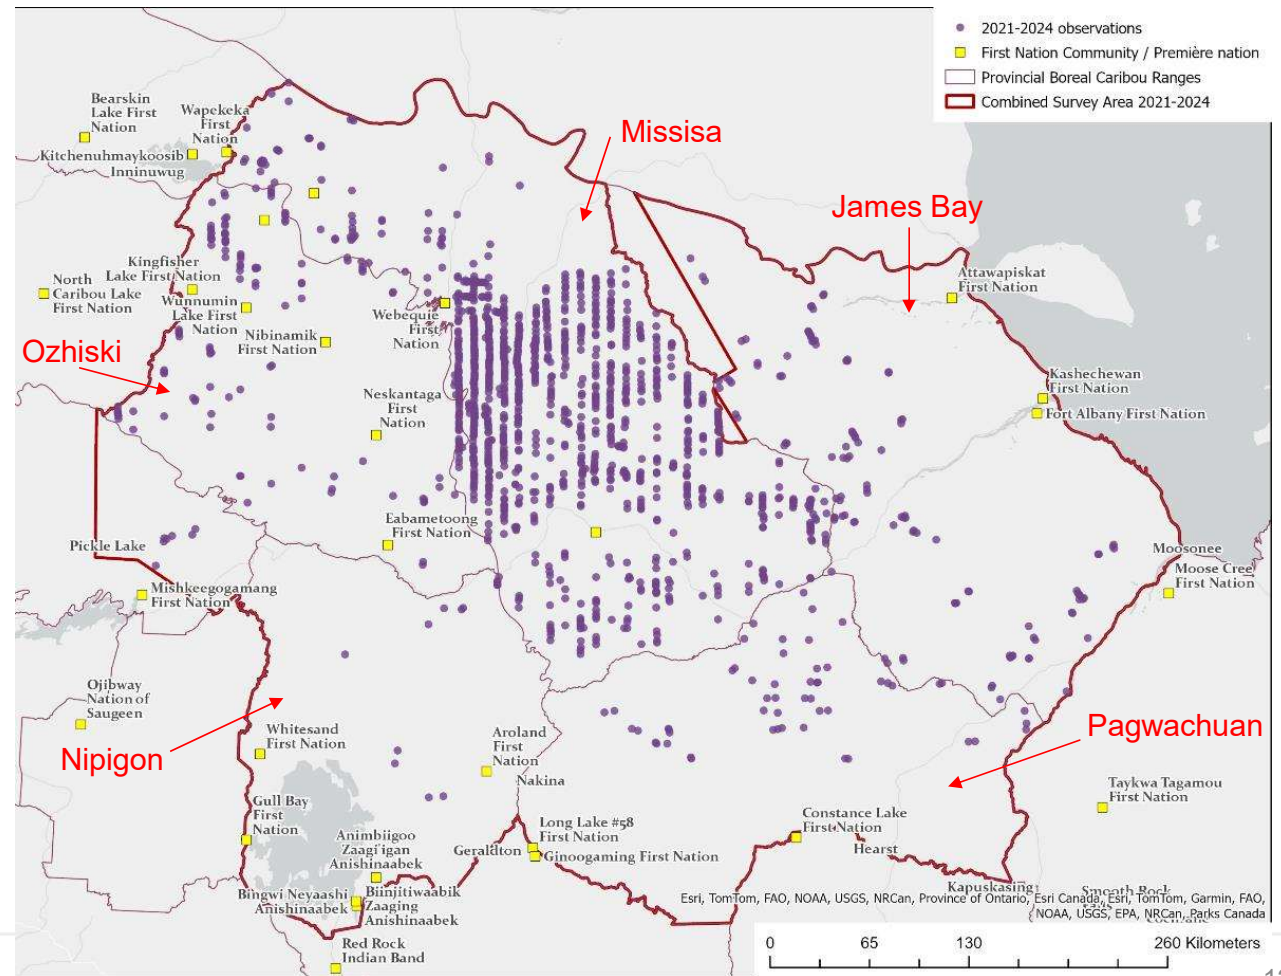 2021-2024 observations
First Nation Community / Première nation
Provincial Boreal Caribou Ranges
Combined Survey Area 2021-2024
Bearskin
Lake First
Nation
Wapekeka
First
Nation
Kitchenuhmaykoosib
Inninuwug
Missisa
James Bay
Attawapiskat
First Nation
Kingfisher
Lake First Nation
North
Caribou Lake
First Nation
Wunnumin
Lake First
Nation
Nibinamik
First Nation
Webequie
First
Nation
Ozhiski
Neskantaga
First
Nation
Kashechewan
First Nation
Fort Albany First Nation
Eabametoong
First Nation
Pickle Lake
Mishkeegogamang
First Nation
Moosonee
Moose Cree
First Nation
Ojibway
Nation of
Saugeen
Nipigon
Whitesand
First Nation
Aroland
First
Nation
Nakina
Pagwachuan
Taykwa Tagamou
First Nation
Gull Bay
First
Nation
Animbiigoo
Zaagi'igan
Anishinaabek
Geraldton
Long Lake #58
First Nation
Ginoogaming First Nation
Constance Lake
First Nation
Hearst
Bingwi Neyaashi
Anishinaabek
Biinjitiwaabik
Zaaging
Anishinaabek
Red Rock
Indian Band
Kapuskasing
Smooth Rock
Esri, TomTom, FAO, NOAA, USGS, NRCan, Province of Ontario, Esri Canada, Esri, TomTom, Garmin, FAO,
NOAA, USGS, EPA, NRCan, Parks Canada
0 65 130 260 Kilometers